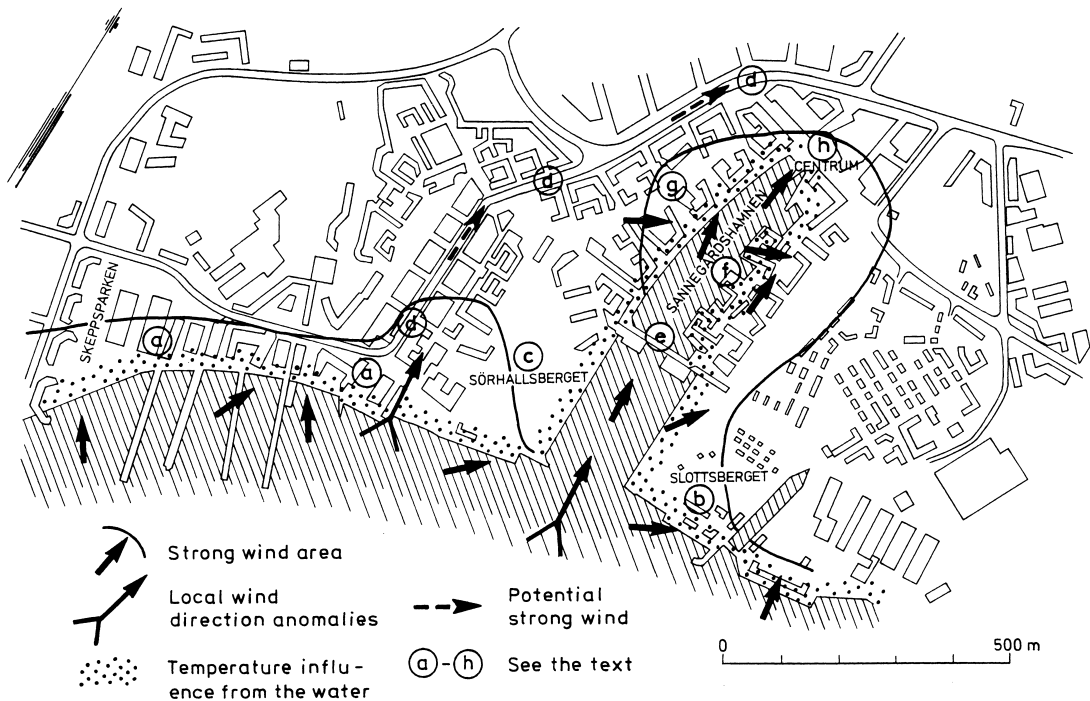 d
h
CENTRUM
d
g
SANNEGÅRDSHAMNEN
f
SKEPPSPARKEN
d
a
e
c
a
SÖRHALLSBERGET
SLOTTSBERGET
b
Strong wind area
Local wind
direction anomalies
Temperature influ-
ence from the water
Potential
strong wind
a - h See the text
0 500 m